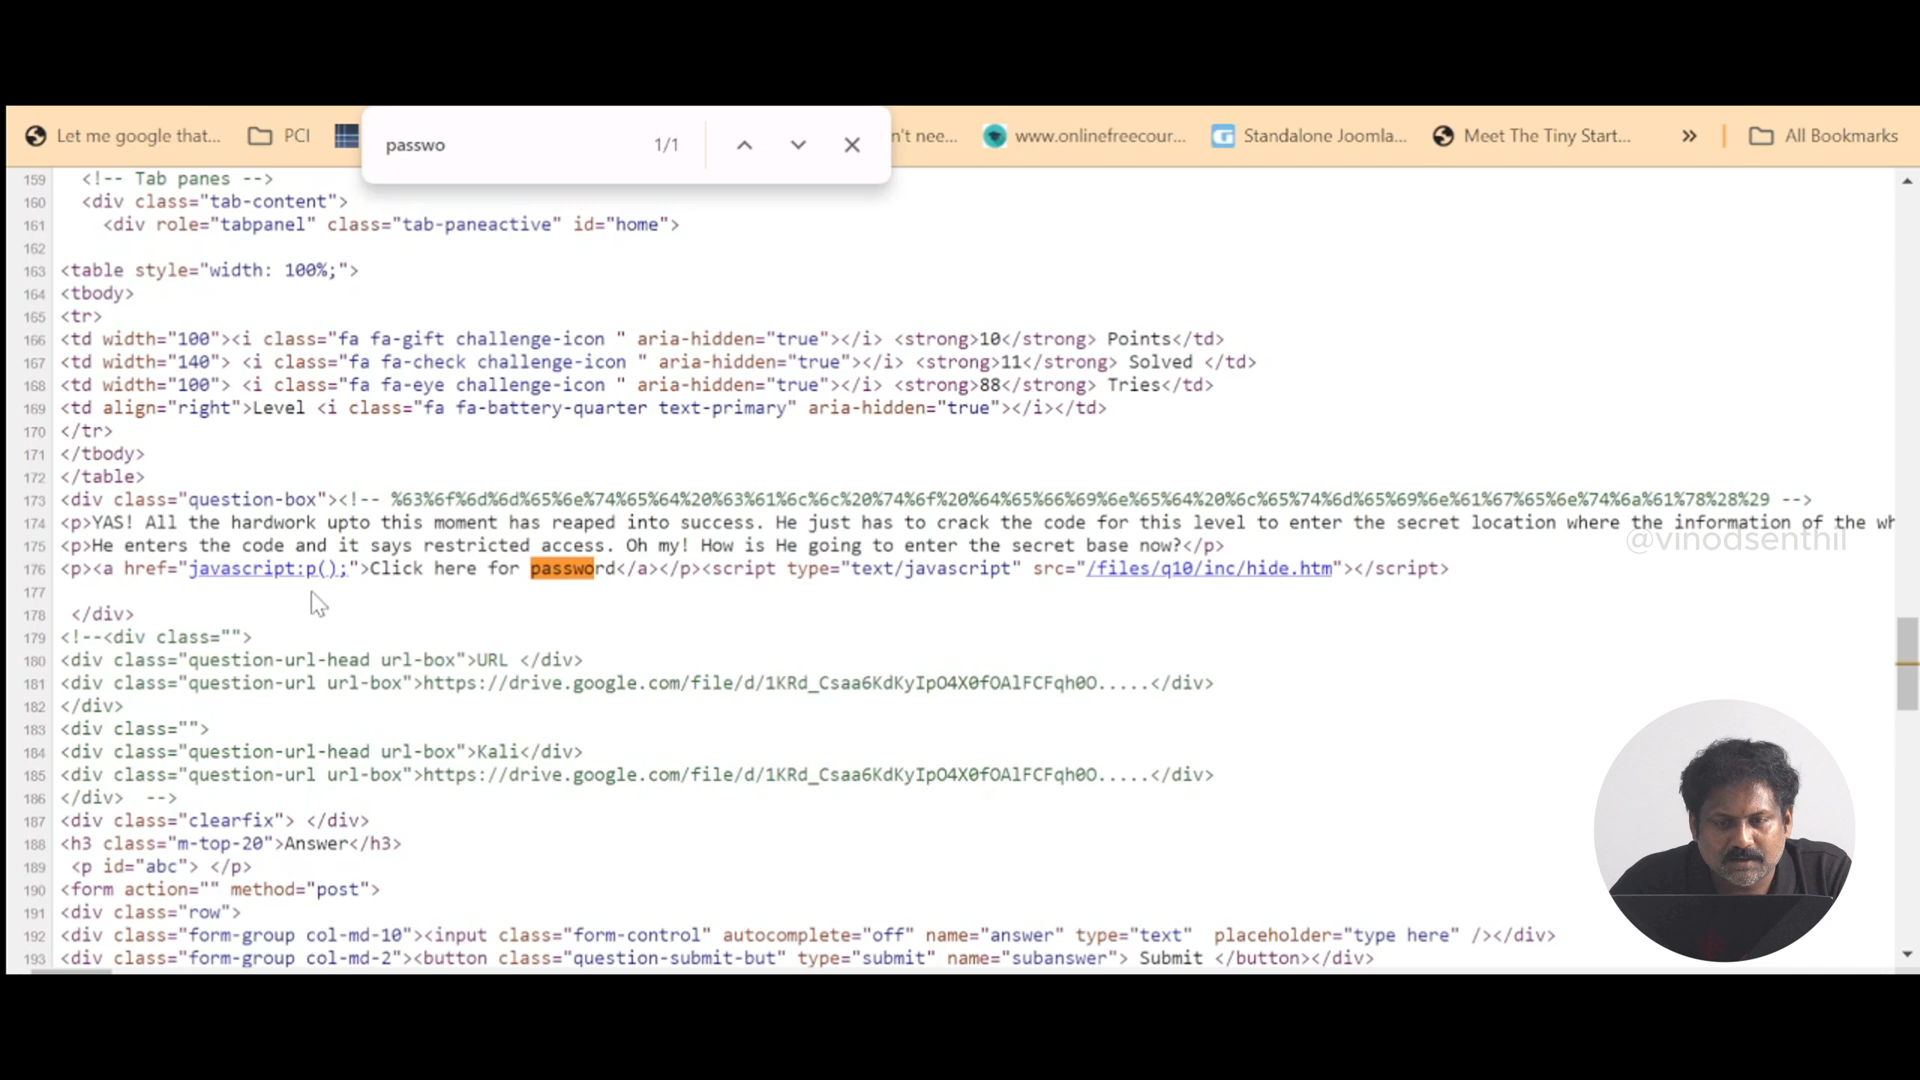 Let me google that...
PCI
passwo
1/1
n't nee...
www.onlinefreecour...
Standalone Joomla...
Meet The Tiny Start...
»
All Bookmarks
159 <!-- Tab panes -->
160 <div class="tab-content">
161 <div role="tabpanel" class="tab-paneactive" id="home">
162
163 <table style="width: 100%;">
164 <tbody>
165 <tr>
166 <td width="100"><i class="fa fa-gift challenge-icon " aria-hidden="true"></i> <strong>10</strong> Points</td>
167 <td width="140"> <i class="fa fa-check challenge-icon " aria-hidden="true"></i> <strong>11</strong> Solved </td>
168 <td width="100"> <i class="fa fa-eye challenge-icon " aria-hidden="true"></i> <strong>88</strong> Tries</td>
169 <td align="right">Level <i class="fa fa-battery-quarter text-primary" aria-hidden="true"></i></td>
170 </tr>
171 </tbody>
172 </table>
173 <div class="question-box"><!-- %63%6f%6d%6d%65%6e%74%65%64%20%63%61%6c%6c%20%74%6f%20%64%65%66%69%6e%65%64%20%6c%65%74%6d%65%69%6e%61%67%65%6e%74%6a%61%78%28%29 -->
174 <p>YAS! All the hardwork upto this moment has reaped into success. He just has to crack the code for this level to enter the secret location where the information of the wh
175 <p>He enters the code and it says restricted access. Oh my! How is He going to enter the secret base now?</p>
@vinodsenthil
176 <p><a href="javascript:p();">Click here for password</a></p><script type="text/javascript" src="/files/q10/inc/hide.htm"></script>
177
178 </div>
179 <!--<div class="">
180 <div class="question-url-head url-box">URL </div>
181 <div class="question-url url-box">https://drive.google.com/file/d/1KRd_Csaa6KdKyIpO4X0fOAlFCFqh0O.....</div>
182 </div>
183 <div class="">
184 <div class="question-url-head url-box">Kali</div>
185 <div class="question-url url-box">https://drive.google.com/file/d/1KRd_Csaa6KdKyIpO4X0fOAlFCFqh0O.....</div>
186 </div> -->
187 <div class="clearfix"> </div>
188 <h3 class="m-top-20">Answer</h3>
189 <p id="abc"> </p>
190 <form action="" method="post">
191 <div class="row">
192 <div class="form-group col-md-10"><input class="form-control" autocomplete="off" name="answer" type="text" placeholder="type here" /></div>
193 <div class="form-group col-md-2"><button class="question-submit-but" type="submit" name="subanswer"> Submit </button></div>